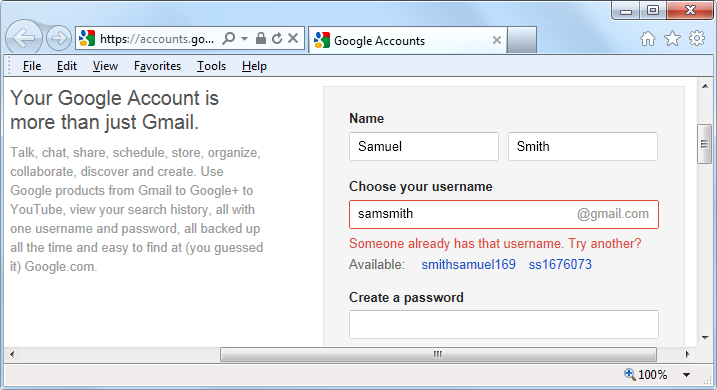 https://accounts.go...
Google Accounts
File Edit View Favorites Tools Help
Your Google Account is
more than just Gmail.
Talk, chat, share, schedule, store, organize,
collaborate, discover and create. Use
Google products from Gmail to Google+ to
YouTube, view your search history, all with
one username and password, all backed up
all the time and easy to find at (you guessed
it) Google.com.
Name
Samuel Smith
Choose your username
samsmith @gmail.com
Someone already has that username. Try another?
Available: smithsamuel169 ss1676073
Create a password
100%